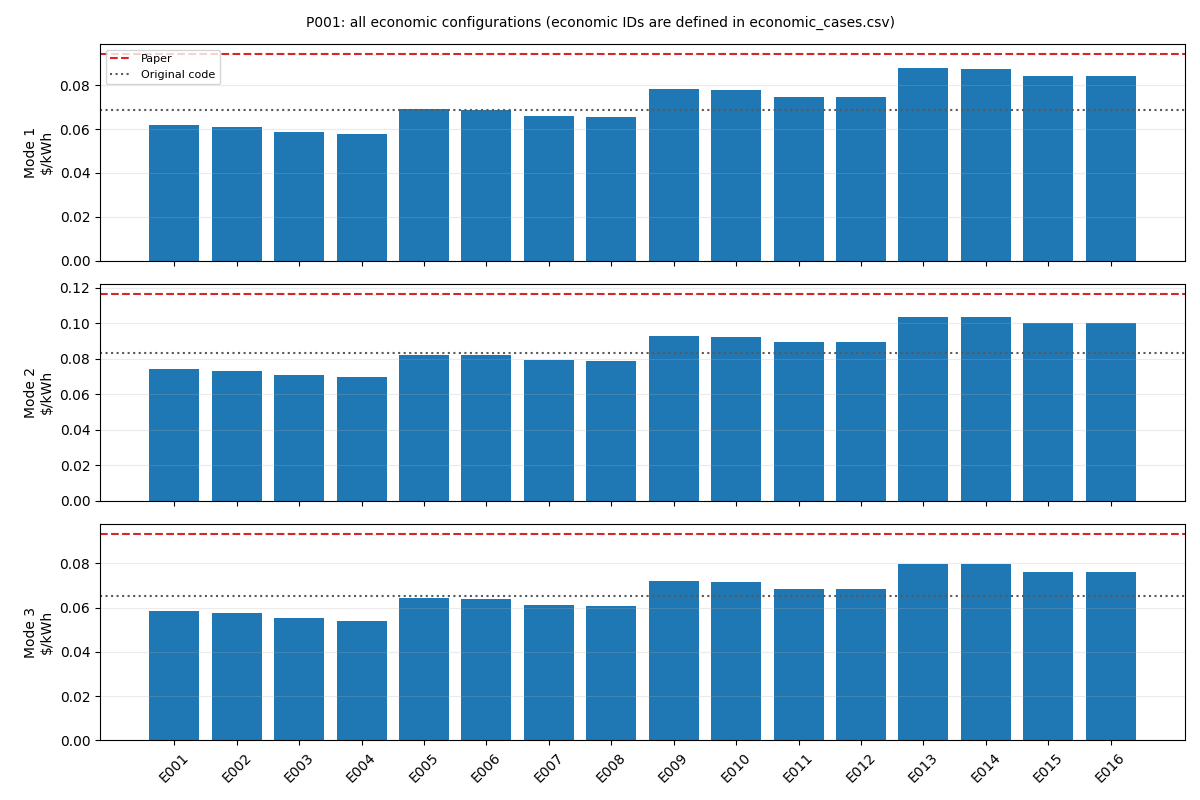 P001: all economic configurations (economic IDs are defined in economic_cases.csv)
Paper
Original code
Mode 1
$/kWh
0.08
0.06
0.04
0.02
0.00
Mode 2
$/kWh
0.12
0.10
0.08
0.06
0.04
0.02
0.00
Mode 3
$/kWh
0.08
0.06
0.04
0.02
0.00
E001
E002
E003
E004
E005
E006
E007
E008
E009
E010
E011
E012
E013
E014
E015
E016